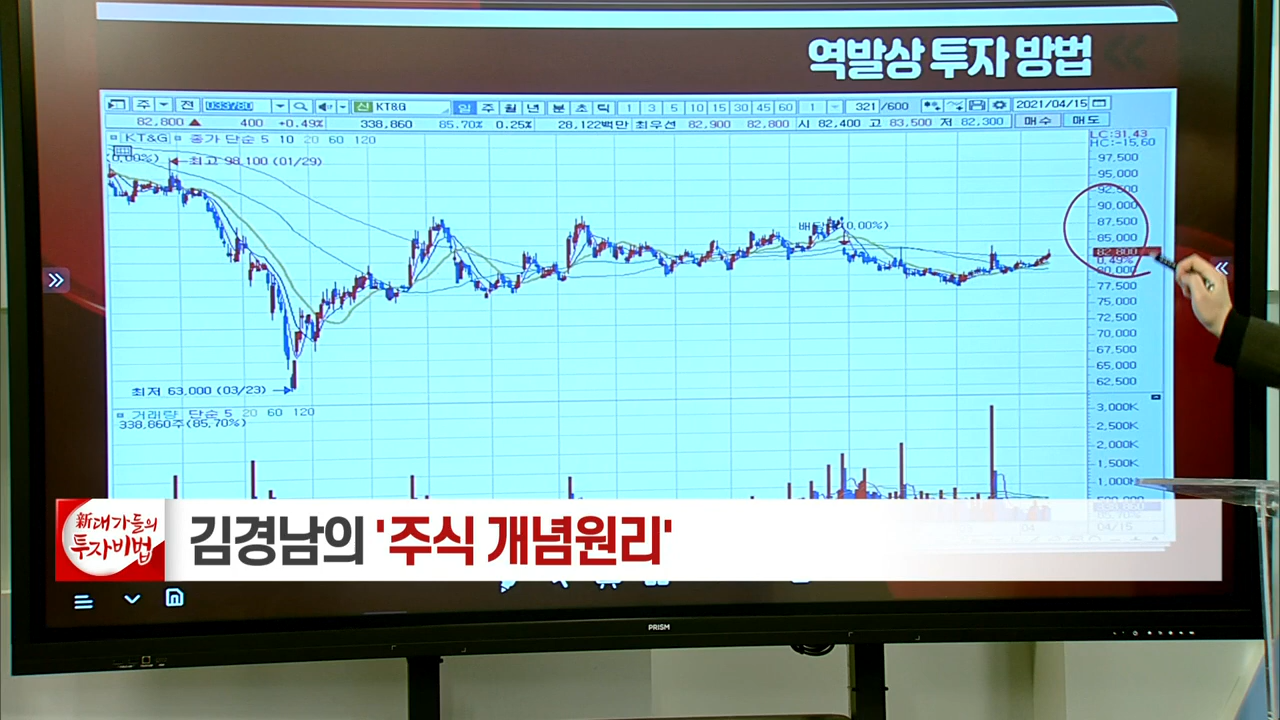 역발상 투자 방법
주 전 033780 신 KT&G 일 주 월 년 분 초 틱 1 3 5 10 15 30 45 60 1 321 /600 2021/04/15
82,800 ▲ 400 +0.49% 338,860 85.70% 0.25% 28,122백만 최우선 82,900 82,800 시 82,400 고 83,500 저 82,300 매수 매도
KT&G 종가 단순 5 10 20 60 120
LC:31.43
HC:-15.60
최고 98,100 (01/29)
97,500
95,000
92,500
90,000
87,500
(0.00%)
85,000
82,800
0.49%
80,000
77,500
75,000
72,500
70,000
67,500
65,000
62,500
최저 63,000 (03/23)
거래량 단순 5 20 60 120
338,860주(85.70%)
3,000K
2,500K
2,000K
1,500K
1,000K
新대가들의
투자비법
김경남의 '주식 개념원리'
04/15
PRISM